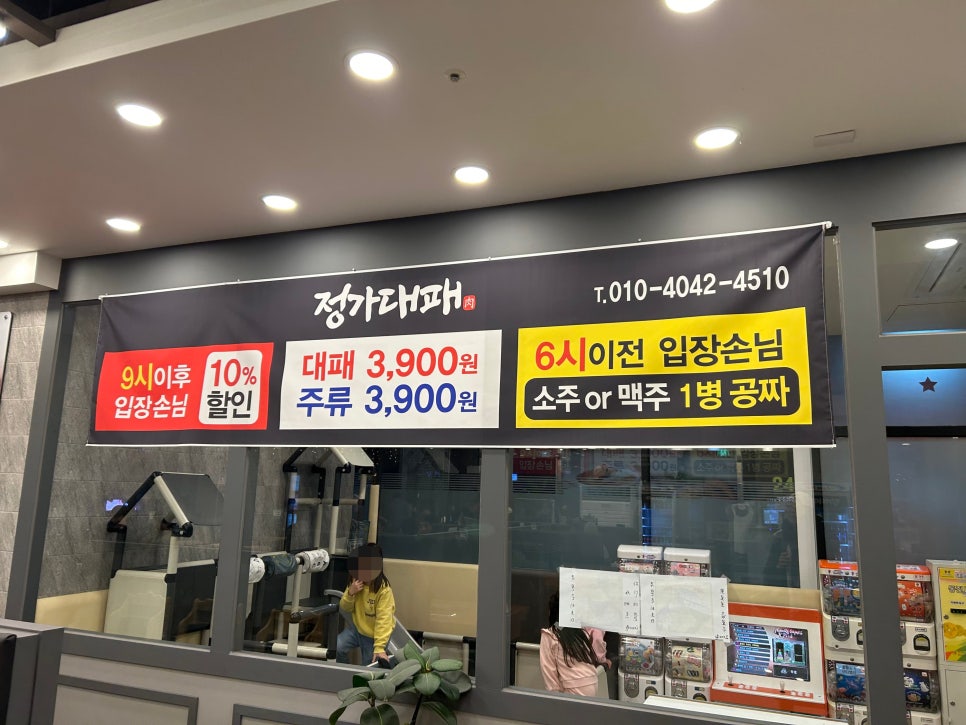 정가대패 肉
T.010-4042-4510
9시이후
입장손님
10%
할인
대패 3,900원
주류 3,900원
6시이전 입장손님
소주 or 맥주 1병 공짜